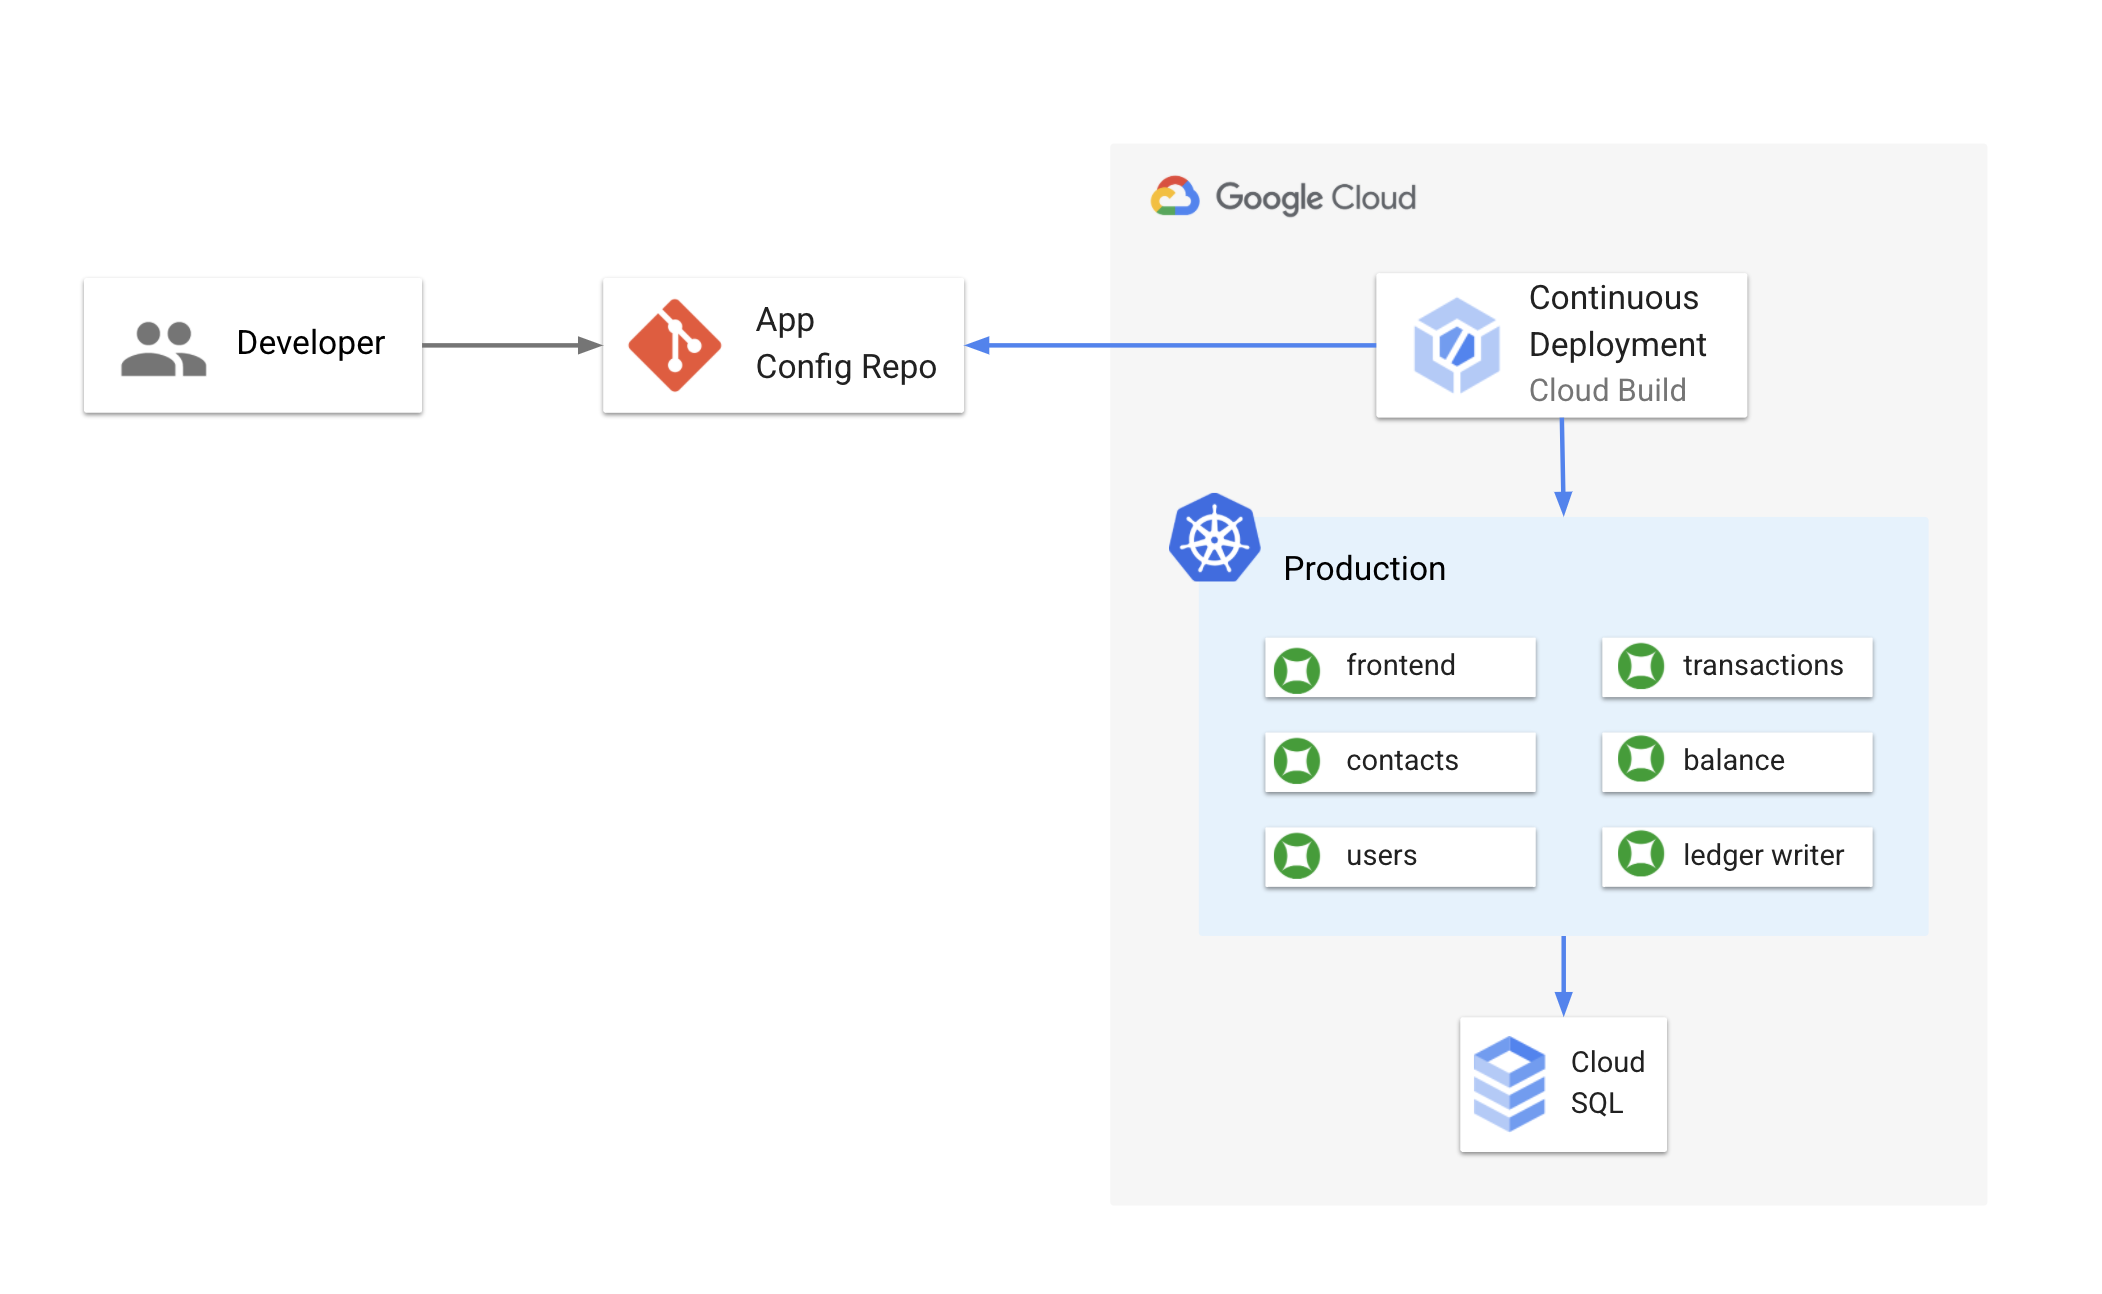 Google Cloud
Developer
App
Config Repo
Continuous
Deployment
Cloud Build
Production
frontend
transactions
contacts
balance
users
ledger writer
Cloud
SQL